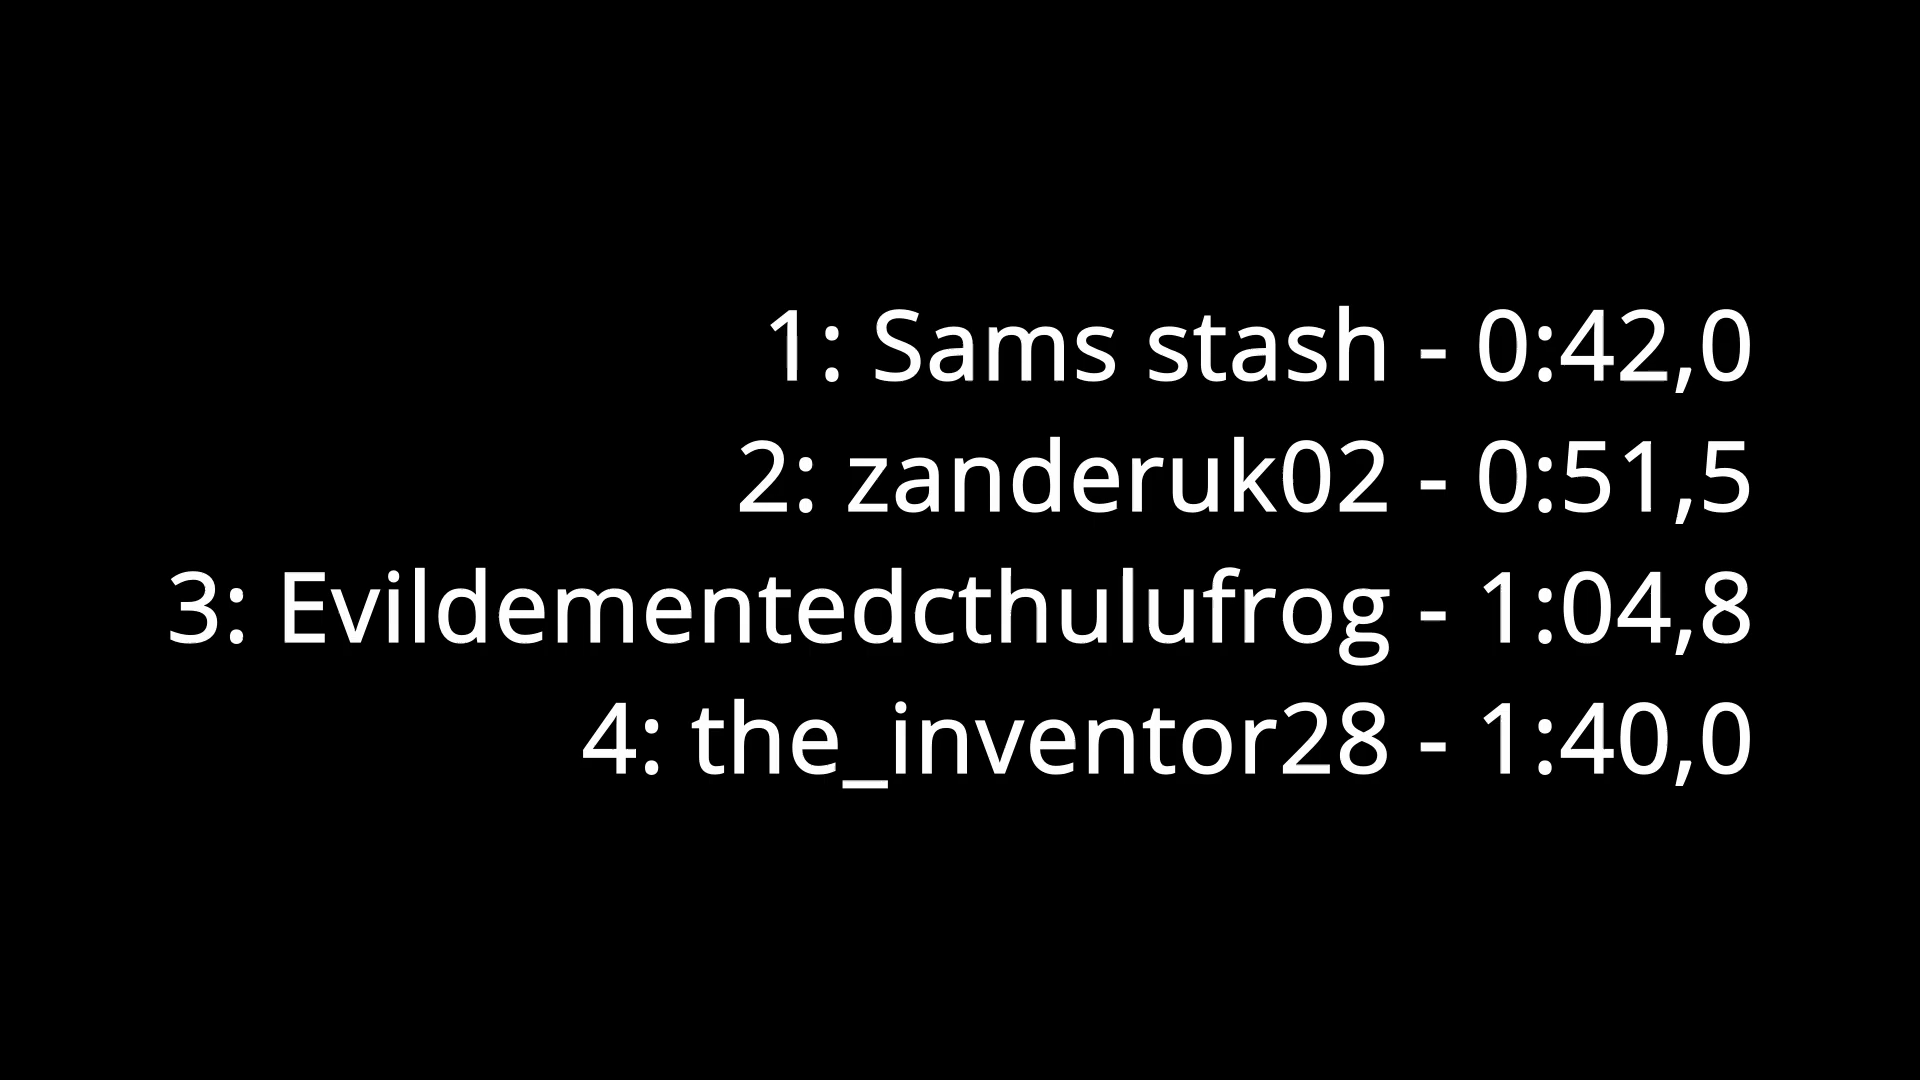 1: Sams stash - 0:42,0
2: zanderuk02 - 0:51,5
3: Evildementedcthulufrog - 1:04,8
4: the_inventor28 - 1:40,0